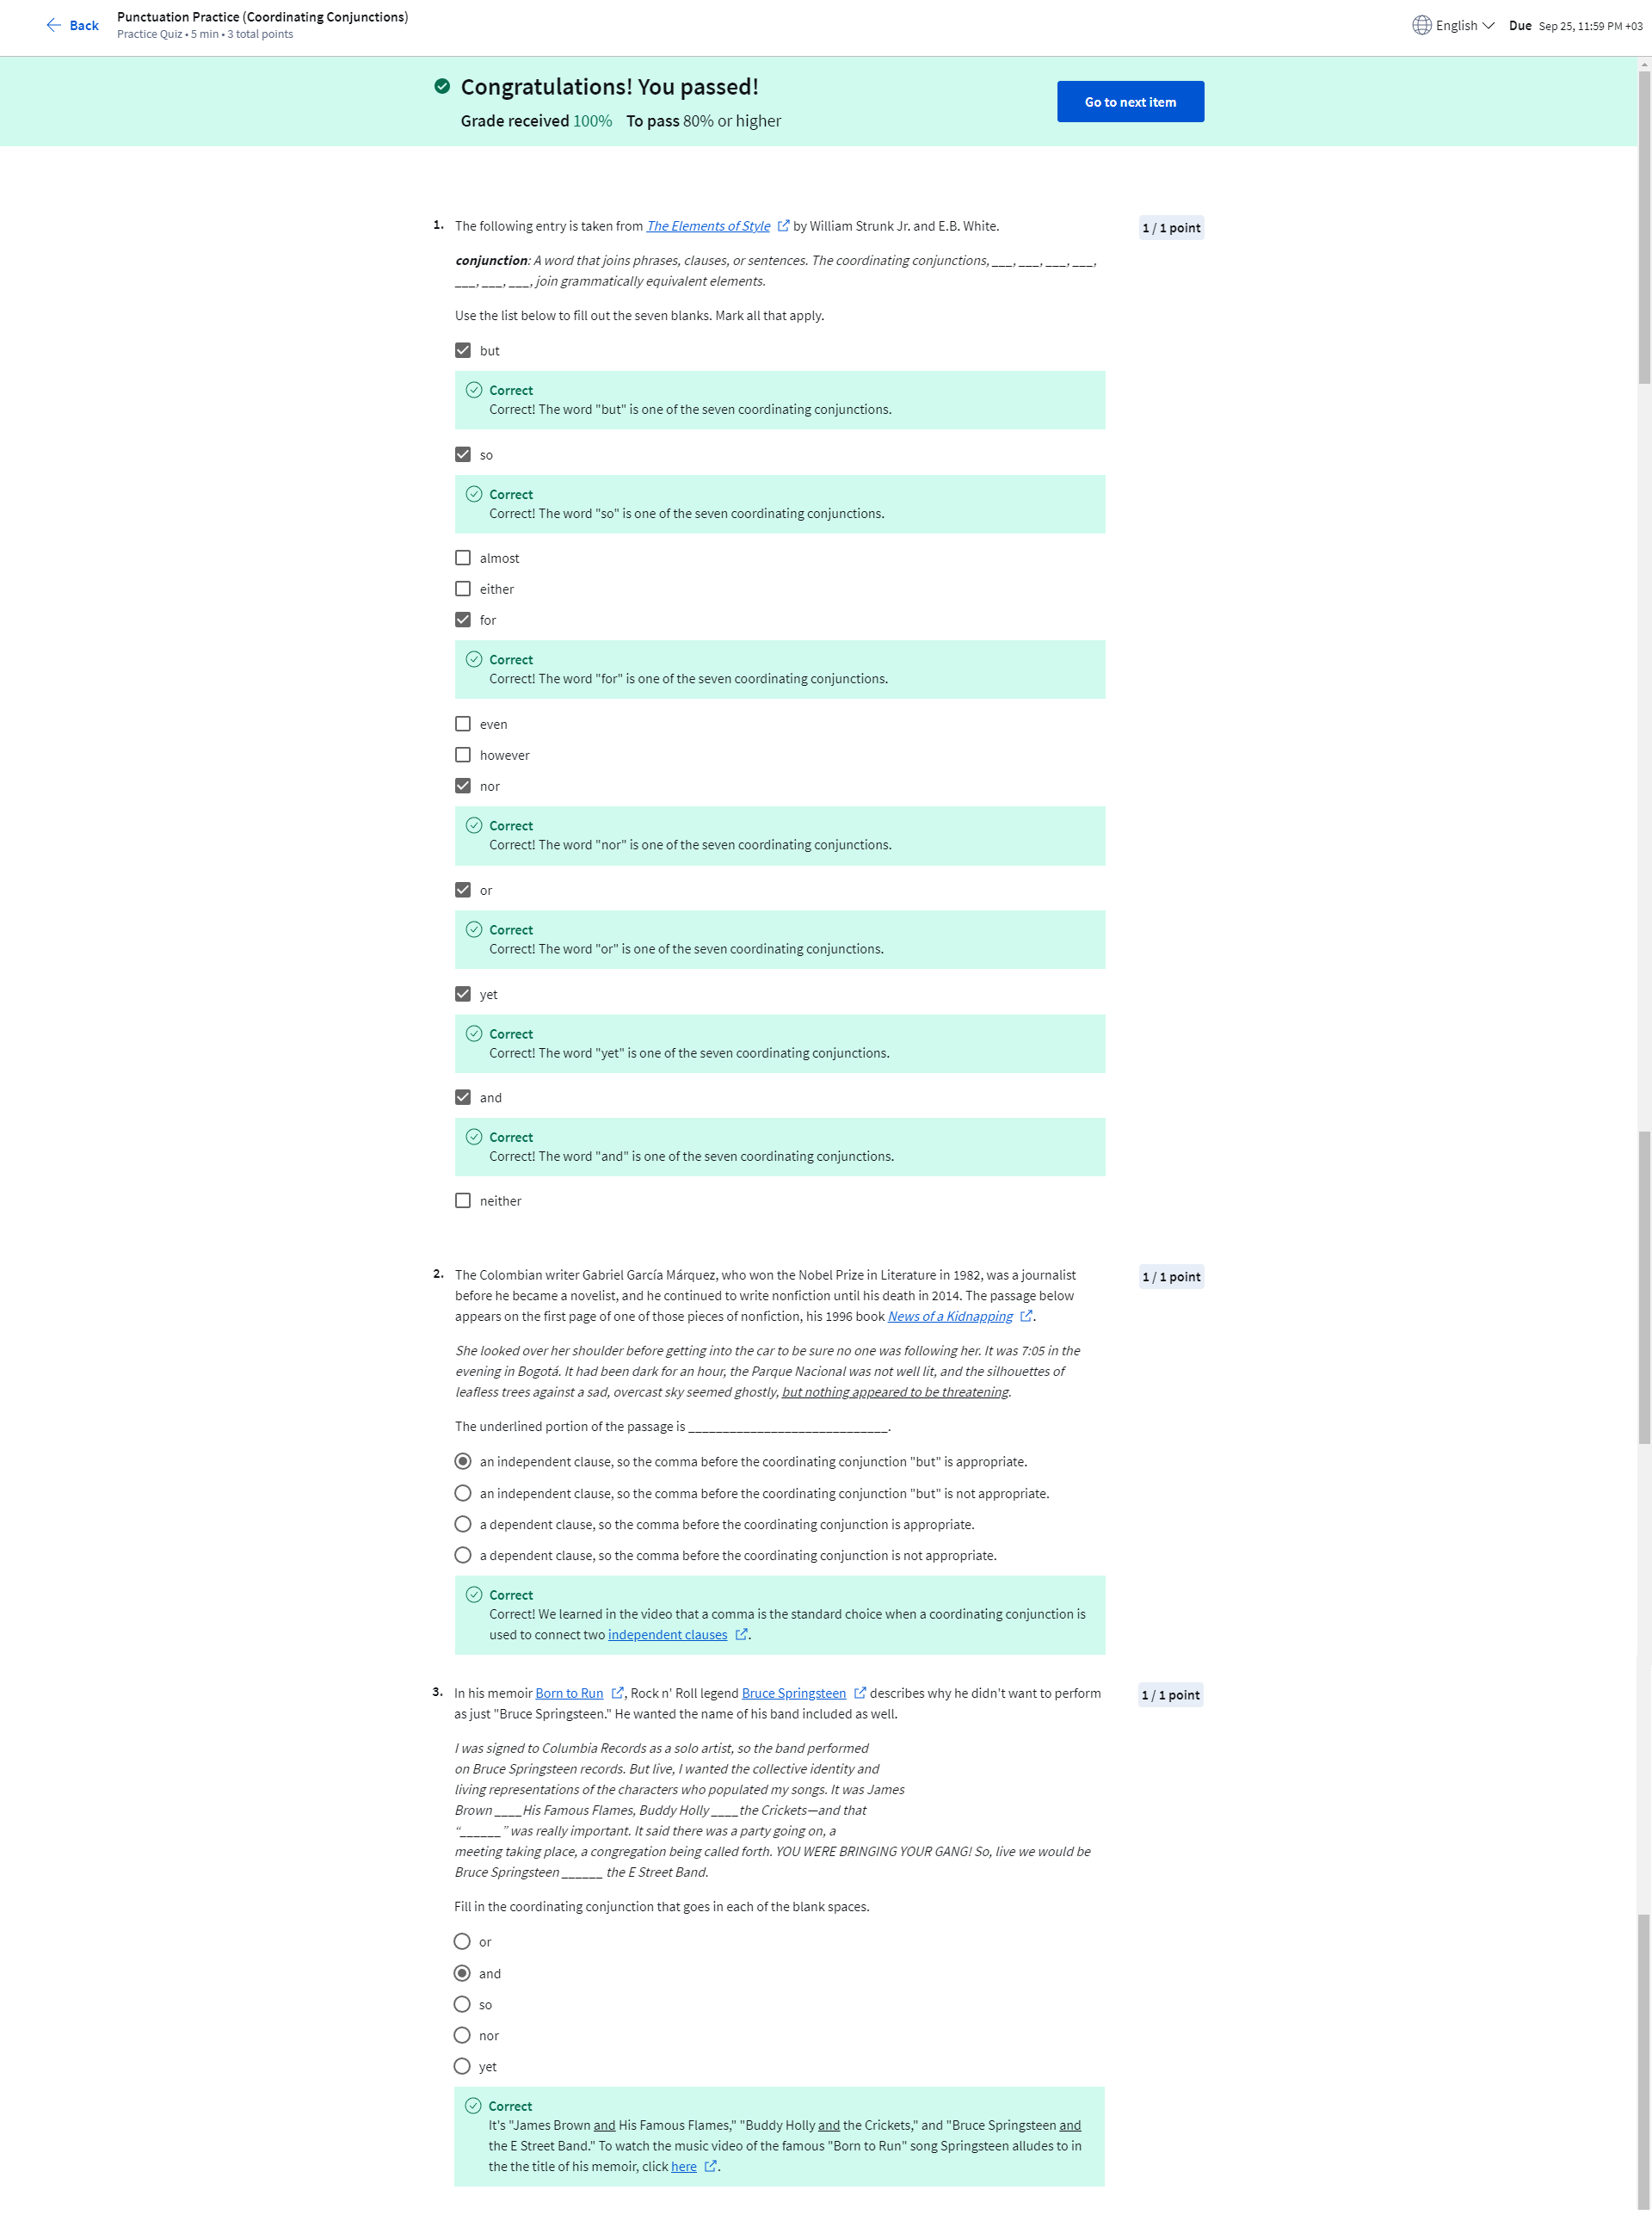 Back
Punctuation Practice (Coordinating Conjunctions)
Practice Quiz • 5 min • 3 total points
English
Due Sep 25, 11:59 PM +03
Congratulations! You passed!
Grade received 100% To pass 80% or higher
Go to next item
1. The following entry is taken from The Elements of Style by William Strunk Jr. and E.B. White.
1 / 1 point
conjunction: A word that joins phrases, clauses, or sentences. The coordinating conjunctions, ___, ___, ___, ___,
___, ___, ___, join grammatically equivalent elements.
Use the list below to fill out the seven blanks. Mark all that apply.
but
Correct
Correct! The word "but" is one of the seven coordinating conjunctions.
so
Correct
Correct! The word "so" is one of the seven coordinating conjunctions.
almost
either
for
Correct
Correct! The word "for" is one of the seven coordinating conjunctions.
even
however
nor
Correct
Correct! The word "nor" is one of the seven coordinating conjunctions.
or
Correct
Correct! The word "or" is one of the seven coordinating conjunctions.
yet
Correct
Correct! The word "yet" is one of the seven coordinating conjunctions.
and
Correct
Correct! The word "and" is one of the seven coordinating conjunctions.
neither
2. The Colombian writer Gabriel García Márquez, who won the Nobel Prize in Literature in 1982, was a journalist
1 / 1 point
before he became a novelist, and he continued to write nonfiction until his death in 2014. The passage below
appears on the first page of one of those pieces of nonfiction, his 1996 book News of a Kidnapping.
She looked over her shoulder before getting into the car to be sure no one was following her. It was 7:05 in the
evening in Bogotá. It had been dark for an hour, the Parque Nacional was not well lit, and the silhouettes of
leafless trees against a sad, overcast sky seemed ghostly, but nothing appeared to be threatening.
The underlined portion of the passage is _____________________________.
an independent clause, so the comma before the coordinating conjunction "but" is appropriate.
an independent clause, so the comma before the coordinating conjunction "but" is not appropriate.
a dependent clause, so the comma before the coordinating conjunction is appropriate.
a dependent clause, so the comma before the coordinating conjunction is not appropriate.
Correct
Correct! We learned in the video that a comma is the standard choice when a coordinating conjunction is
used to connect two independent clauses.
3. In his memoir Born to Run, Rock n' Roll legend Bruce Springsteen describes why he didn't want to perform
1 / 1 point
as just "Bruce Springsteen." He wanted the name of his band included as well.
I was signed to Columbia Records as a solo artist, so the band performed
on Bruce Springsteen records. But live, I wanted the collective identity and
living representations of the characters who populated my songs. It was James
Brown ____His Famous Flames, Buddy Holly ____the Crickets—and that
“______” was really important. It said there was a party going on, a
meeting taking place, a congregation being called forth. YOU WERE BRINGING YOUR GANG! So, live we would be
Bruce Springsteen ______ the E Street Band.
Fill in the coordinating conjunction that goes in each of the blank spaces.
or
and
so
nor
yet
Correct
It's "James Brown and His Famous Flames," "Buddy Holly and the Crickets," and "Bruce Springsteen and
the E Street Band." To watch the music video of the famous "Born to Run" song Springsteen alludes to in
the the title of his memoir, click here.